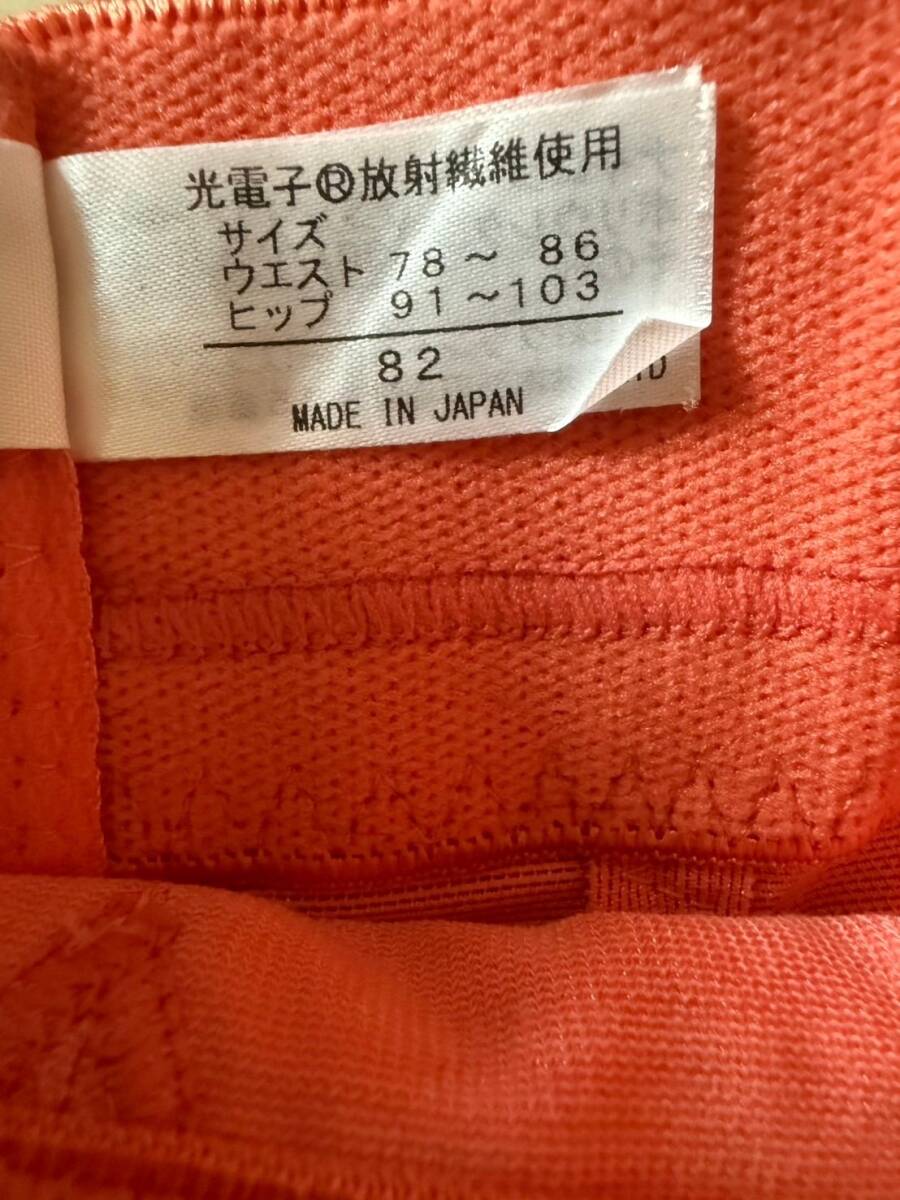 光電子®放射繊維使用
サイズ
ウエスト 78～ 86
ヒップ 91～103
82
MADE IN JAPAN